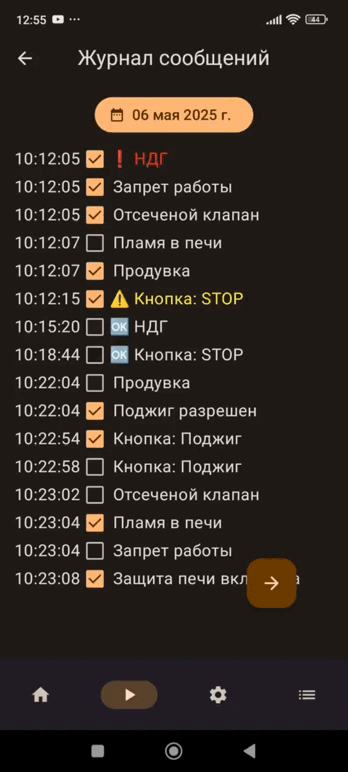 12:55
44
Журнал сообщений
06 мая 2025 г.
10:12:05 ❗ НДГ
10:12:05 Запрет работы
10:12:05 Отсеченой клапан
10:12:07 Пламя в печи
10:12:07 Продувка
10:12:15 ⚠️ Кнопка: STOP
10:15:20 🆗 НДГ
10:18:44 🆗 Кнопка: STOP
10:22:04 Продувка
10:22:04 Поджиг разрешен
10:22:54 Кнопка: Поджиг
10:22:58 Кнопка: Поджиг
10:23:02 Отсеченой клапан
10:23:04 Пламя в печи
10:23:04 Запрет работы
10:23:08 Защита печи